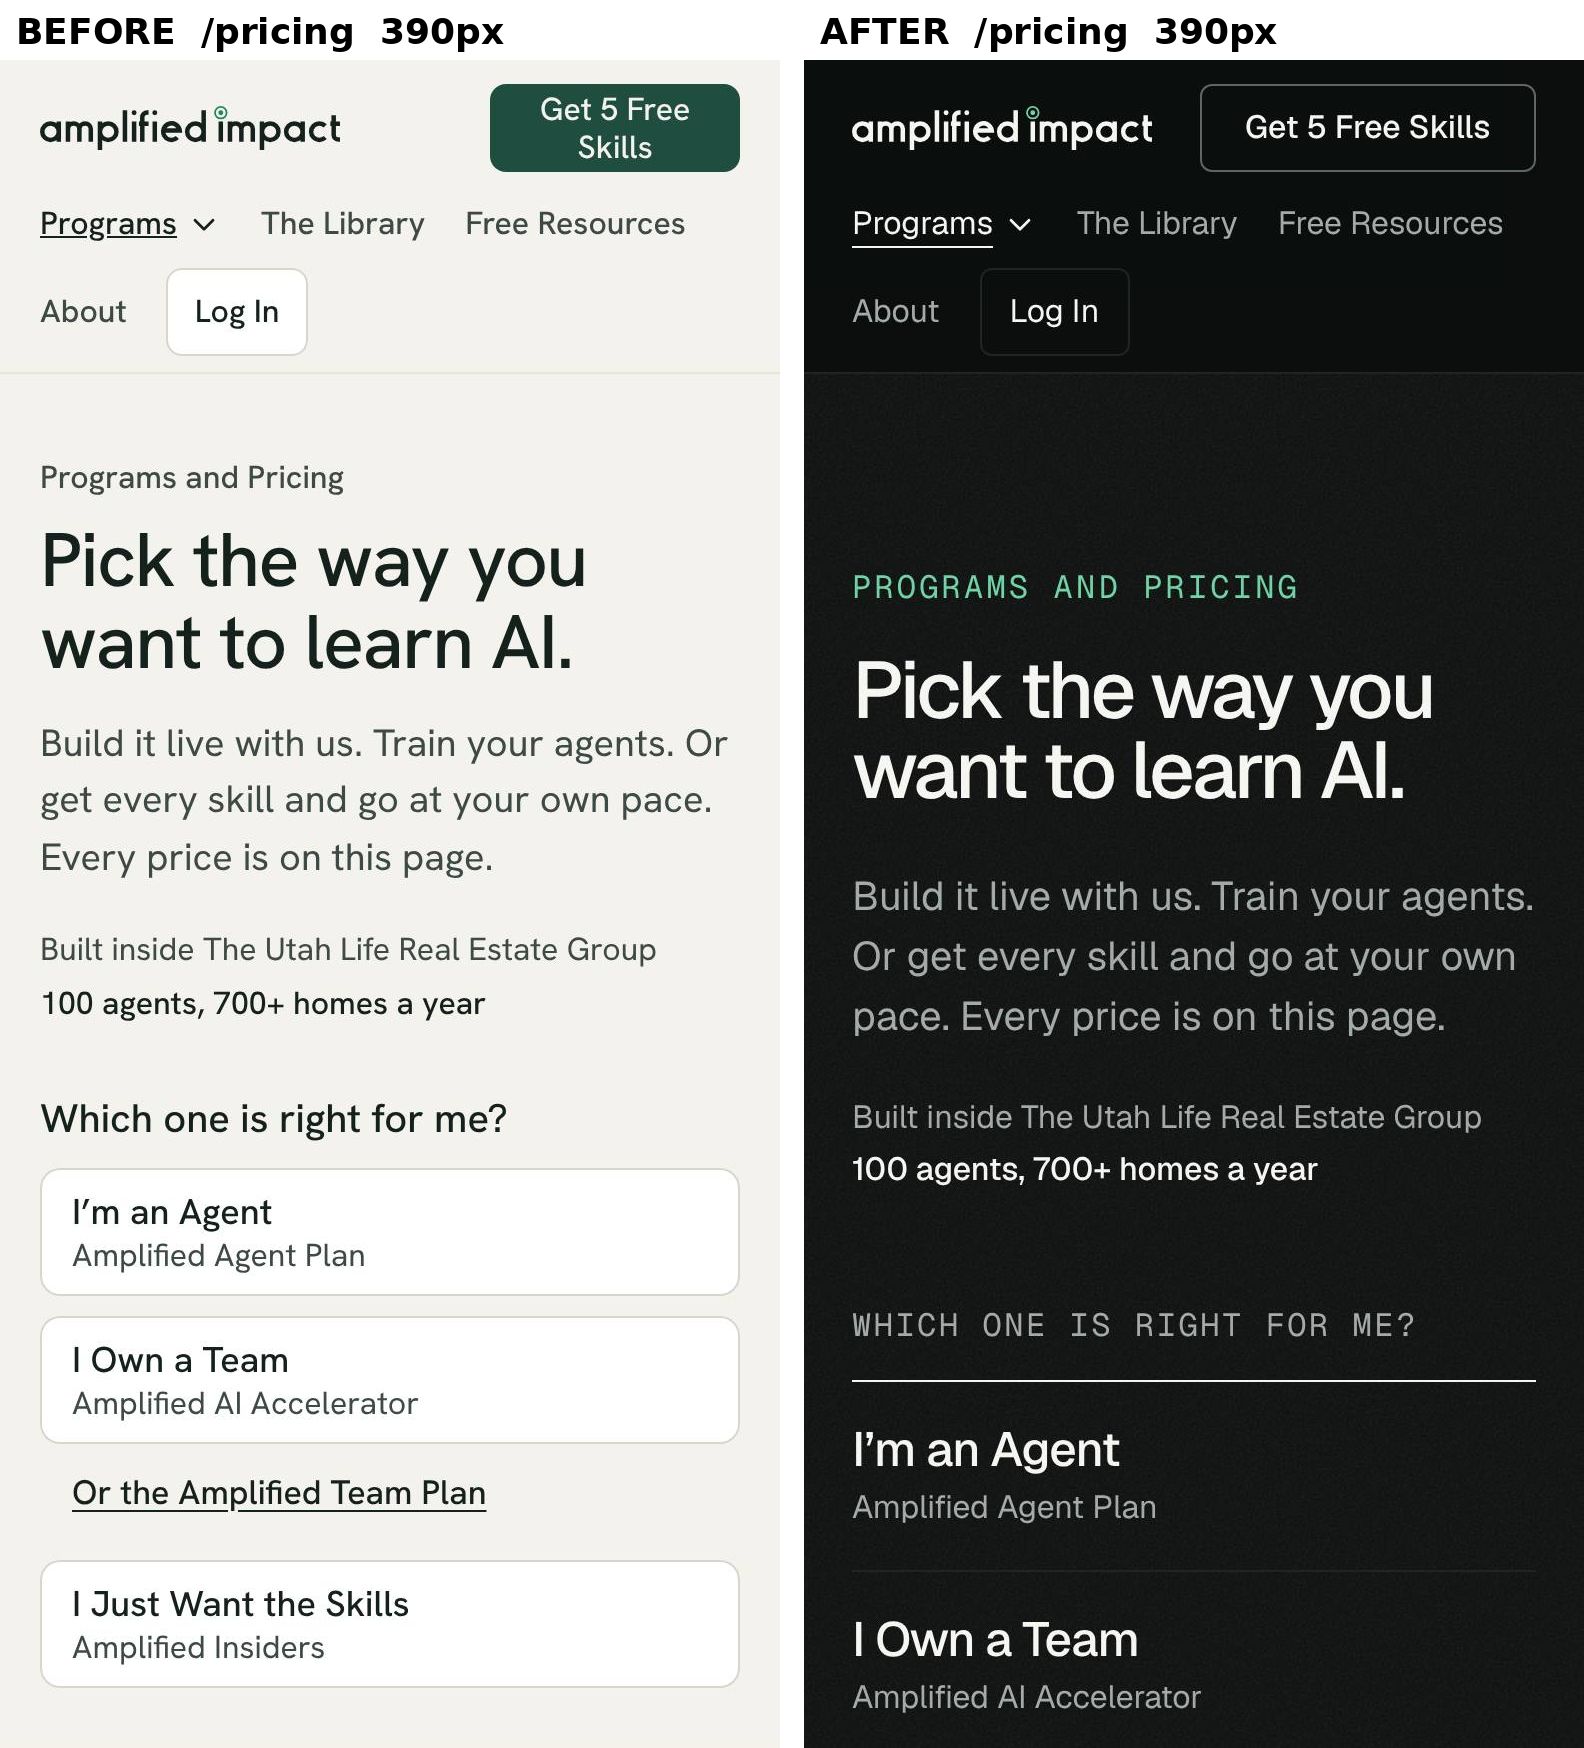 BEFORE /pricing 390px
amplified impact
Get 5 Free
Skills
Programs
The Library
Free Resources
About
Log In
Programs and Pricing
Pick the way you
want to learn AI.
Build it live with us. Train your agents. Or
get every skill and go at your own pace.
Every price is on this page.
Built inside The Utah Life Real Estate Group
100 agents, 700+ homes a year
Which one is right for me?
I’m an Agent
Amplified Agent Plan
I Own a Team
Amplified AI Accelerator
Or the Amplified Team Plan
I Just Want the Skills
Amplified Insiders
AFTER /pricing 390px
amplified impact
Get 5 Free Skills
Programs
The Library
Free Resources
About
Log In
PROGRAMS AND PRICING
Pick the way you
want to learn AI.
Build it live with us. Train your agents.
Or get every skill and go at your own
pace. Every price is on this page.
Built inside The Utah Life Real Estate Group
100 agents, 700+ homes a year
WHICH ONE IS RIGHT FOR ME?
I’m an Agent
Amplified Agent Plan
I Own a Team
Amplified AI Accelerator